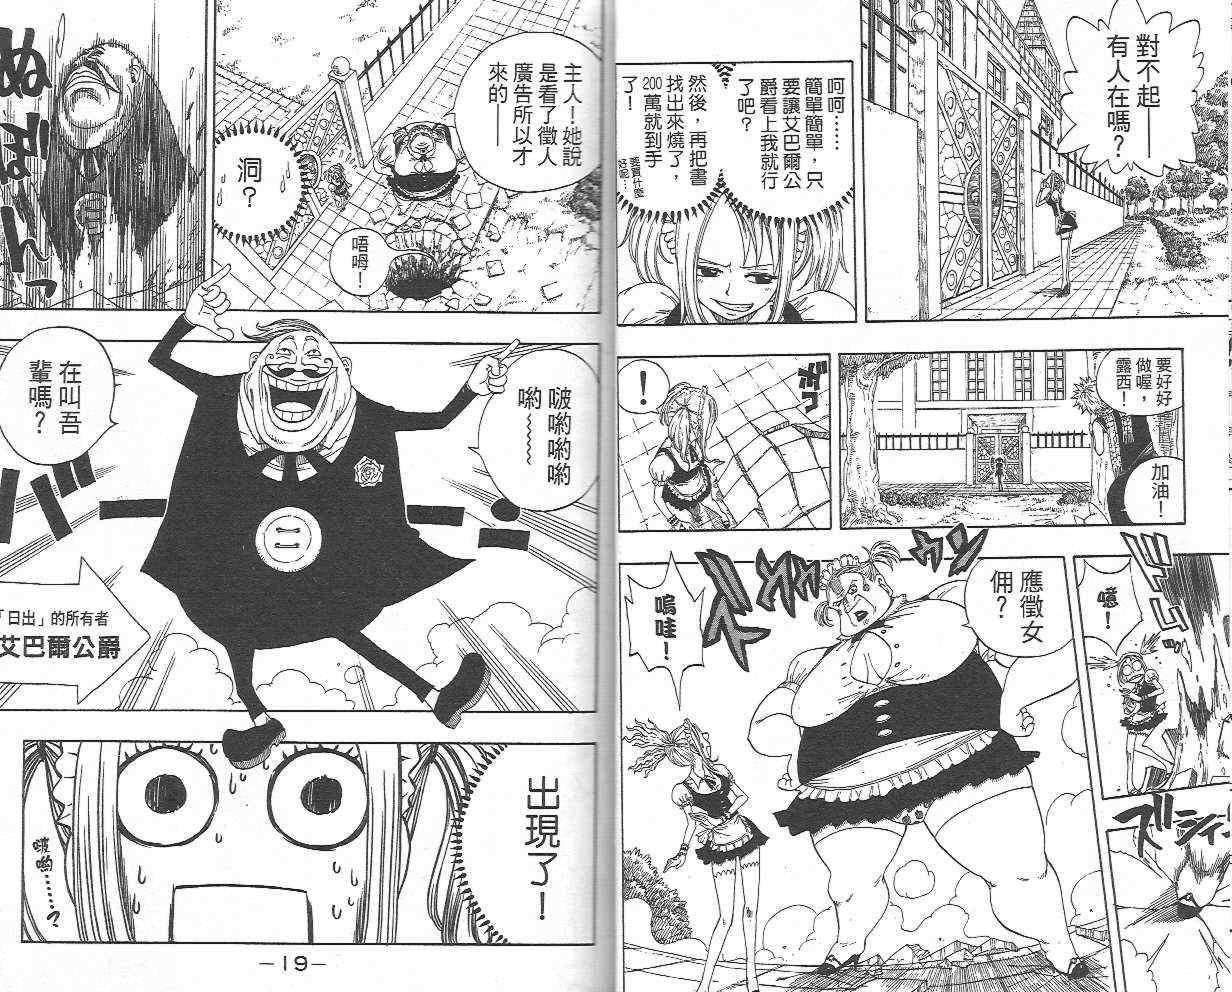 對不起——
有人在嗎？
呵呵……
簡單簡單，只
要讓艾巴爾公
爵看上我就行
了吧？
然後，再把書
找出來燒了，
200萬就到手
了！
要買什麼
好呢…
要好好
做喔，
露西！
加油！
！
噫！
應徵女
佣？
嗚哇！
主人！她說
是看了徵人
廣告所以才
來的——
洞？
唔嗯！
ぬぼーんっ
啵喲喲喲
喲～～～
在叫吾
輩嗎？
「日出」的所有者
艾巴爾公爵
出現了！
啵喲……？
—19—